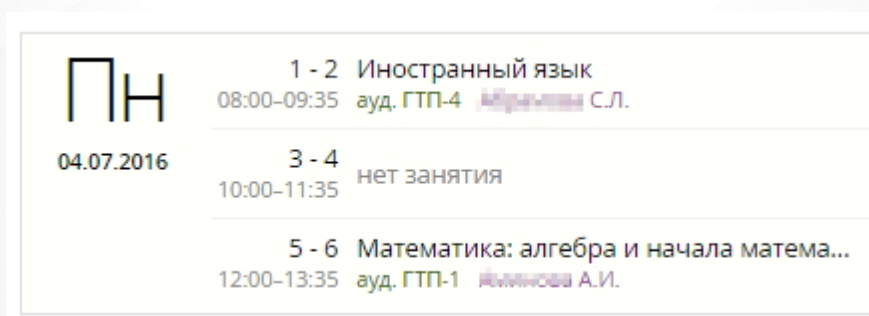 Пн
04.07.2016
1 - 2 Иностранный язык
08:00–09:35 ауд. ГТП-4 С.Л.
3 - 4 нет занятия
10:00–11:35
5 - 6 Математика: алгебра и начала матема...
12:00–13:35 ауд. ГТП-1 А.И.